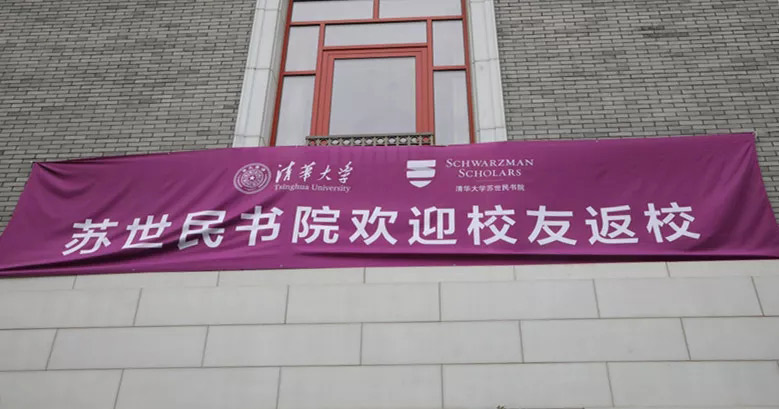 清华大学
Tsinghua University
SCHWARZMAN
SCHOLARS
清华大学苏世民书院
苏世民书院欢迎校友返校